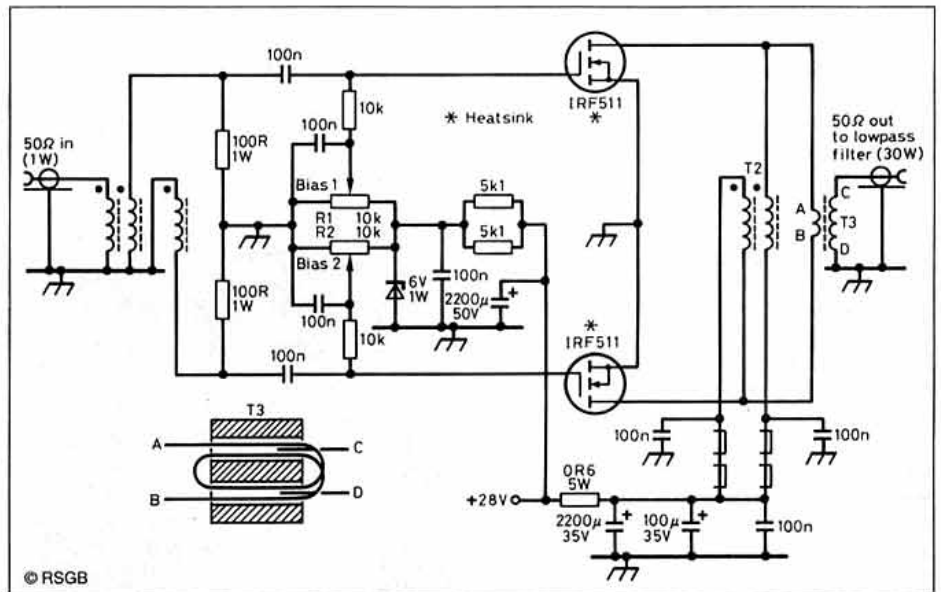 100n
IRF511
*
* Heatsink
10k
50Ω in
(1W)
100R
1W
100n
Bias 1
R1 10k
R2 10k
Bias 2
5k1
5k1
6V
1W
100n
2200µ
50V
100R
1W
100n
10k
100n
*
IRF511
T2
50Ω out
to lowpass
filter (30W)
A
B
C
T3
D
T3
A
B
C
D
100n
100n
+28V
0R6
5W
2200µ
35V
100µ
35V
100n
+
+
+
© RSGB